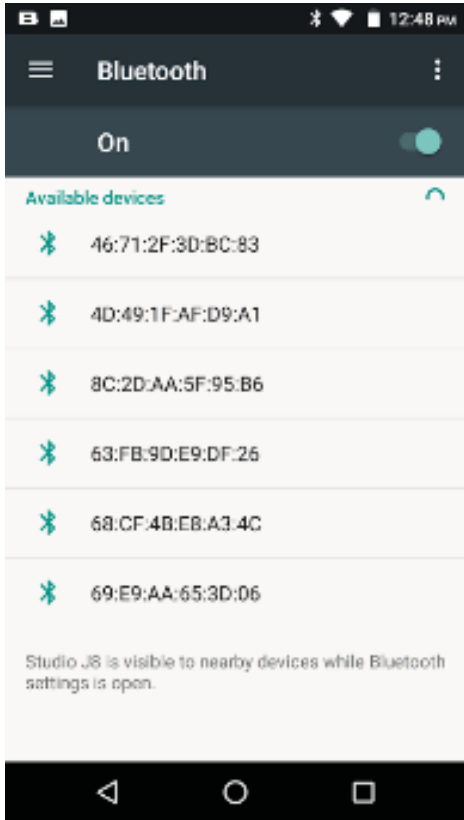 12:48 PM
Bluetooth
On
Available devices
46:71:2F:3D:BC:83
4D:49:1F:AF:D9:A1
8C:2D:AA:5F:95:B6
63:FB:9D:E9:DF:26
68:CF:4B:E8:A3:4C
69:E9:AA:65:3D:06
Studio J8 is visible to nearby devices while Bluetooth
settings is open.